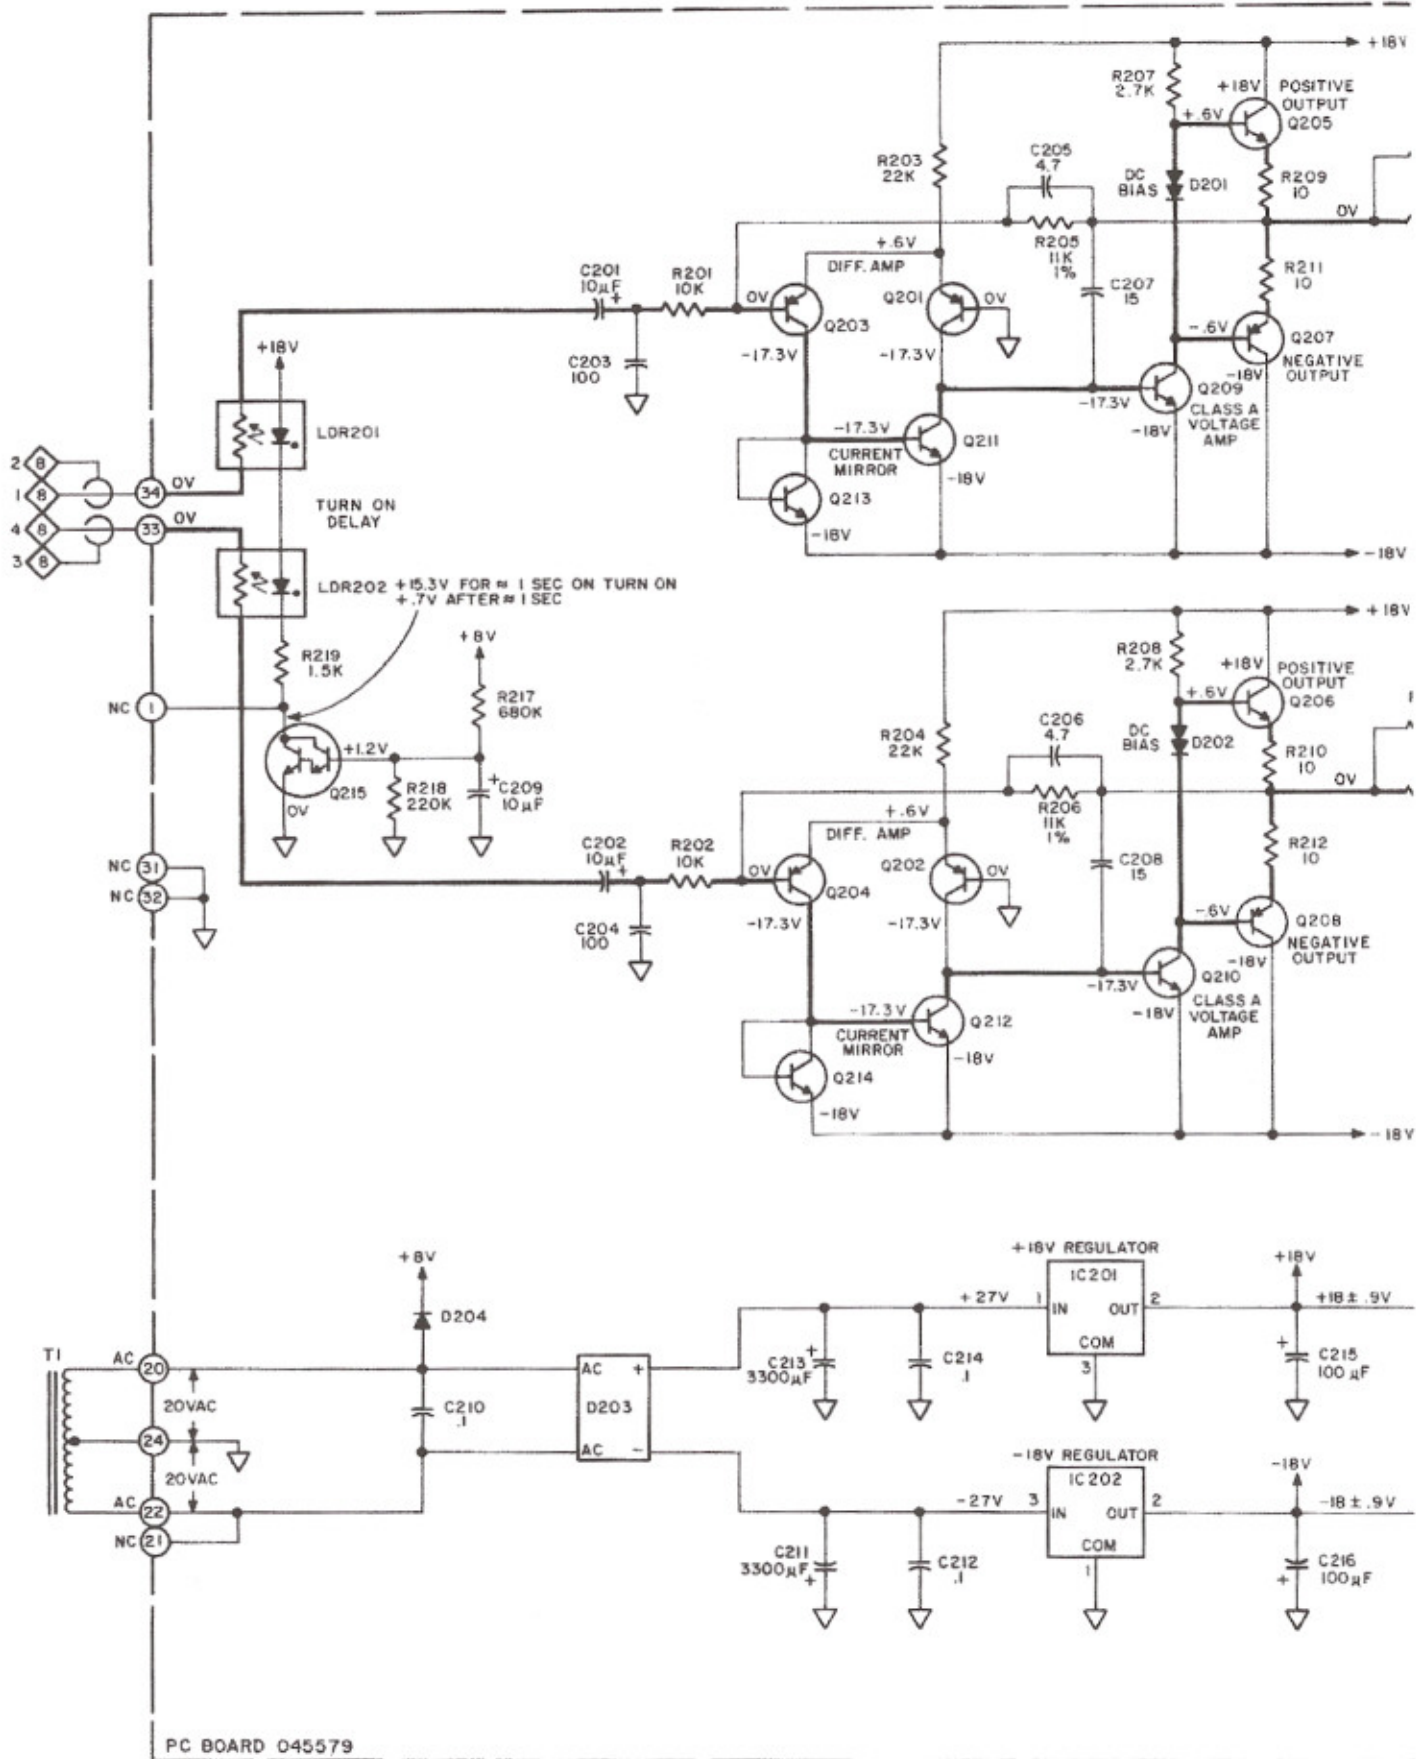 +18V
R207
2.7K
+18V
POSITIVE
OUTPUT
Q205
+.6V
C205
4.7
R203
22K
DC
BIAS
D201
R209
10
0V
R205
11K
1%
+.6V
DIFF. AMP
C201
10µF
+
R201
10K
R211
10
C207
15
0V
Q203
Q201
0V
-.6V
Q207
NEGATIVE
OUTPUT
-18V
+18V
-17.3V
-17.3V
C203
100
Q209
-17.3V
CLASS A
VOLTAGE
AMP
-18V
LDR201
-17.3V
CURRENT
MIRROR
Q211
-18V
2 8
1 8
34 0V
Q213
TURN ON
DELAY
4 8
33 0V
3 8
-18V
-18V
LDR202
+15.3V FOR ≈ 1 SEC ON TURN ON
+.7V AFTER ≈ 1 SEC
+18V
+8V
R219
1.5K
R208
2.7K
+18V
POSITIVE
OUTPUT
Q206
+.6V
R217
680K
NC 1
C206
4.7
R204
22K
DC
BIAS
D202
R210
10
0V
+1.2V
Q215
R218
220K
+
C209
10µF
0V
R206
11K
1%
+.6V
DIFF. AMP
C202
10µF
+
R202
10K
R212
10
C208
15
NC 31
NC 32
0V
Q204
Q202
0V
-.6V
Q208
NEGATIVE
OUTPUT
-18V
-17.3V
-17.3V
C204
100
Q210
-17.3V
CLASS A
VOLTAGE
AMP
-18V
-17.3V
CURRENT
MIRROR
Q212
-18V
Q214
-18V
-18V
+8V
+18V REGULATOR
IC201
+18V
D204
+27V
1
IN
OUT
2
+18±.9V
COM
3
T1
AC
20
AC
+
C213
3300µF
+
C214
.1
+
C215
100µF
20VAC
C210
.1
D203
24
AC
-
20VAC
-18V REGULATOR
IC202
-18V
AC
22
-27V
3
IN
OUT
2
-18±.9V
NC 21
COM
1
C211
3300µF
+
C212
.1
+
C216
100µF
PC BOARD 045579